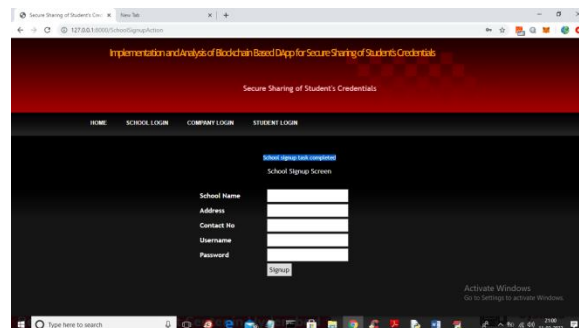 Secure Sharing of Student's Cre
New Tab
127.0.0.1:8000/SchoolSignupAction
Implementation and Analysis of Blockchain Based DApp for Secure Sharing of Student's Credentials
Secure Sharing of Student's Credentials
HOME SCHOOL LOGIN COMPANY LOGIN STUDENT LOGIN
School signup task completed
School Signup Screen
School Name
Address
Contact No
Username
Password
Signup
Activate Windows
Go to Settings to activate Windows.
Type here to search
21:00